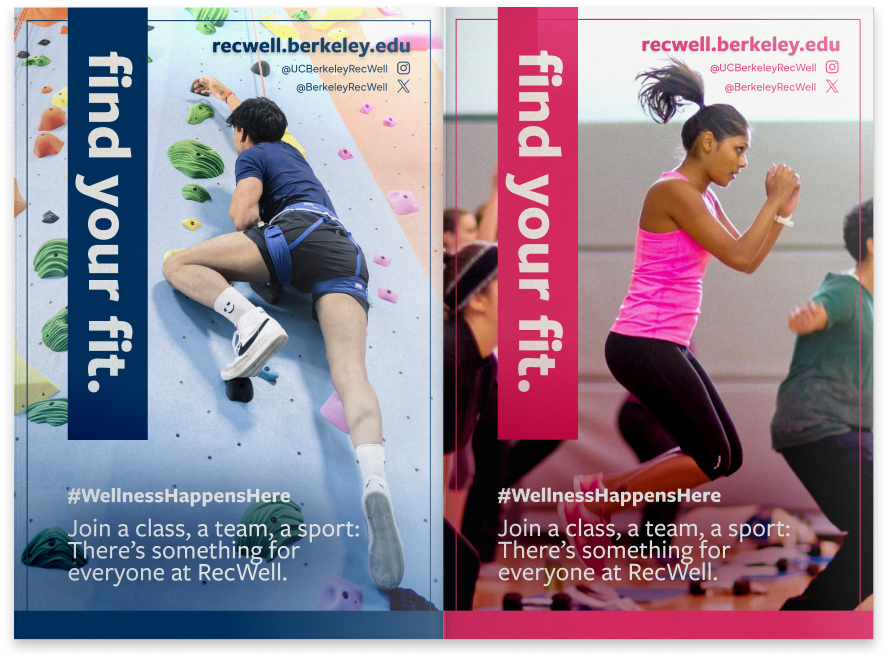 find your fit.
recwell.berkeley.edu
@UCBerkeleyRecWell
@BerkeleyRecWell
#WellnessHappensHere
Join a class, a team, a sport:
There's something for
everyone at RecWell.
find your fit.
recwell.berkeley.edu
@UCBerkeleyRecWell
@BerkeleyRecWell
#WellnessHappensHere
Join a class, a team, a sport:
There's something for
everyone at RecWell.